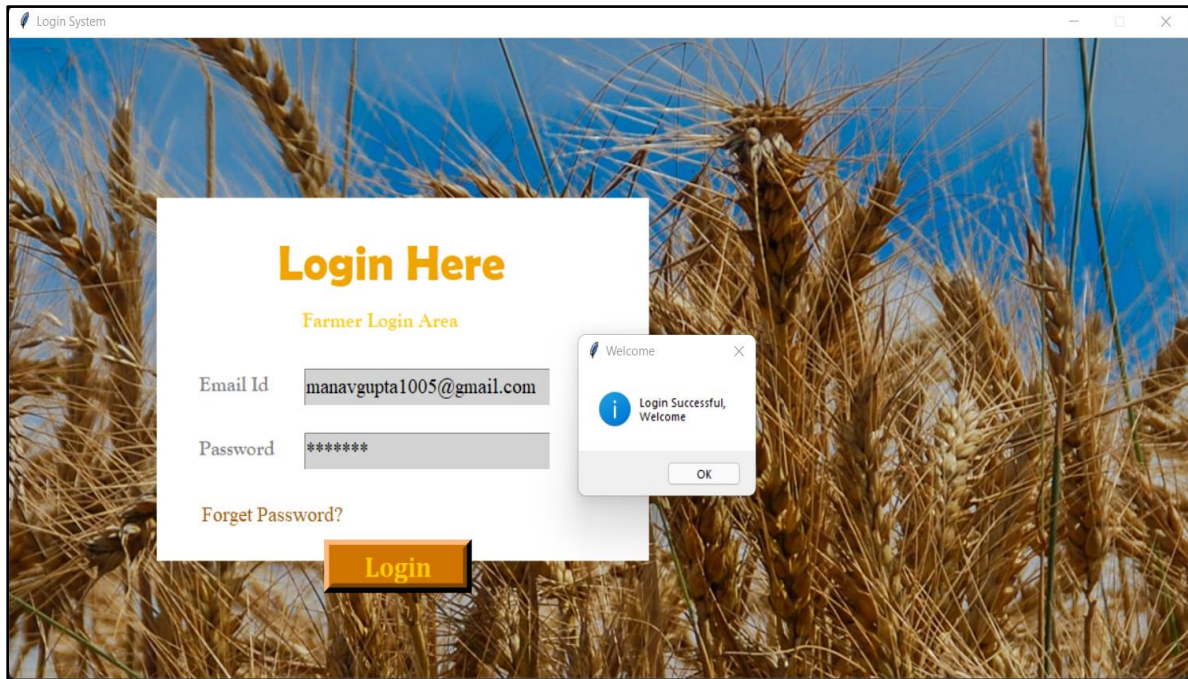 Login System
Login Here
Farmer Login Area
Email Id manavgupta1005@gmail.com
Password *******
Forget Password?
Login
Welcome
Login Successful,
Welcome
OK